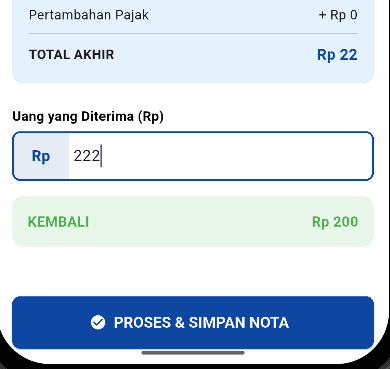 Pertambahan Pajak + Rp 0
TOTAL AKHIR Rp 22
Uang yang Diterima (Rp)
Rp 222
KEMBALI Rp 200
PROSES & SIMPAN NOTA